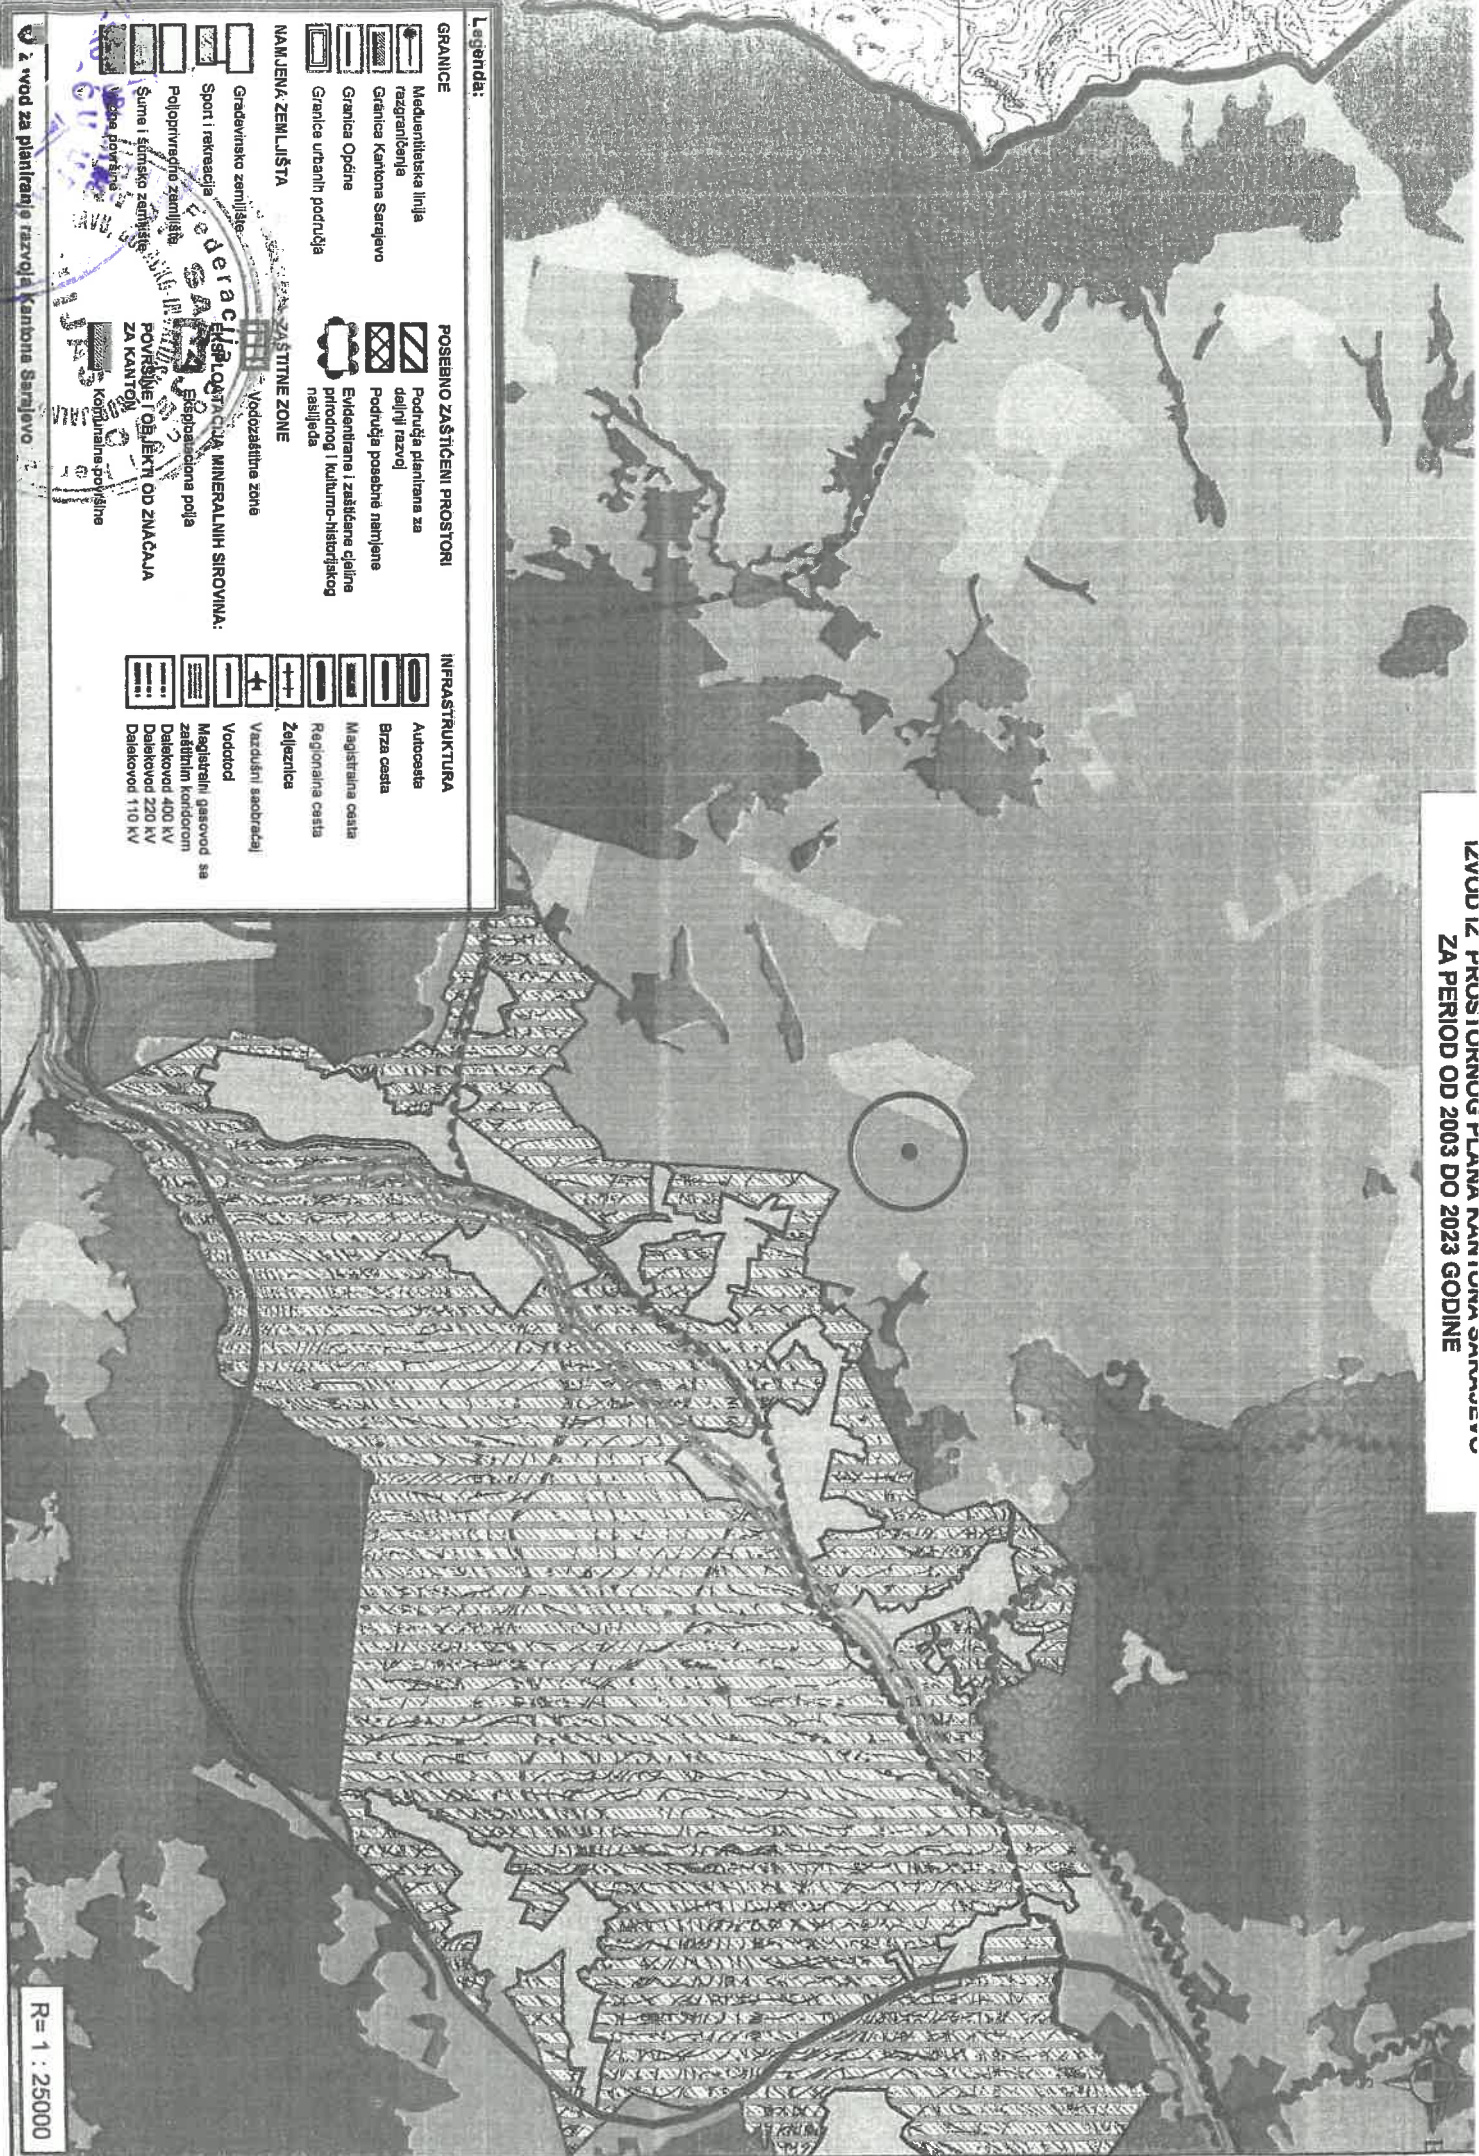 IZVOD IZ PROSTORNOG PLANA KANTONA SARAJEVO
ZA PERIOD OD 2003 DO 2023 GODINE
Legenda:
GRANICE
Međuentitetska linija
razgraničenja
Granica Kantona Sarajevo
Granica Općine
Granice urbanih područja
NAMJENA ZEMLJIŠTA
Građevinsko zemljište
Sport i rekreacija
Poljoprivredno zemljište
Šume i šumsko zemljište
površine
POSEBNO ZAŠTIĆENI PROSTORI
Područja planirana za
daljnji razvoj
Područja posebne namjene
Evidentirane i zaštićene cjeline
prirodnog i kulturno-historijskog
naslijeđa
ZAŠTITNE ZONE
Vodozaštitne zone
EKSPLOATACIJA MINERALNIH SIROVINA:
Eksploataciona polja
POVRŠINE I OBJEKTI OD ZNAČAJA
ZA KANTON
Komunalne površine
INFRASTRUKTURA
Autocesta
Brza cesta
Magistralna cesta
Regionalna cesta
Željeznica
Vazdušni saobraćaj
Vodotoci
Magistralni gasovod sa
zaštitnim koridorom
Dalekovod 400 kV
Dalekovod 220 kV
Dalekovod 110 kV
Federacija
za planiranje razvoja Kantona Sarajevo
R= 1 : 25000